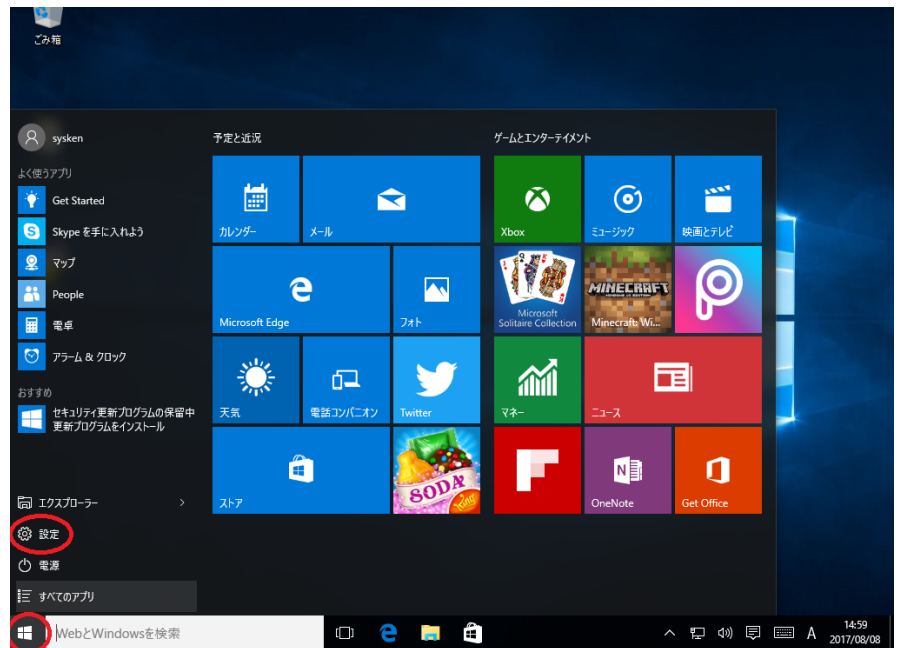 ごみ箱
sysken
よく使うアプリ
Get Started
Skype を手に入れよう
マップ
People
電卓
アラーム & クロック
おすすめ
セキュリティ更新プログラムの保留中
更新プログラムをインストール
エクスプローラー
設定
電源
すべてのアプリ
予定と近況
カレンダー
メール
Microsoft Edge
フォト
天気
電話コンパニオン
Twitter
ストア
SODA
King
ゲームとエンターテイメント
Xbox
ミュージック
映画とテレビ
Microsoft
Solitaire Collection
MINECRAFT
Minecraft: Wi...
マネー
ニュース
OneNote
Get Office
WebとWindowsを検索
A
14:59
2017/08/08